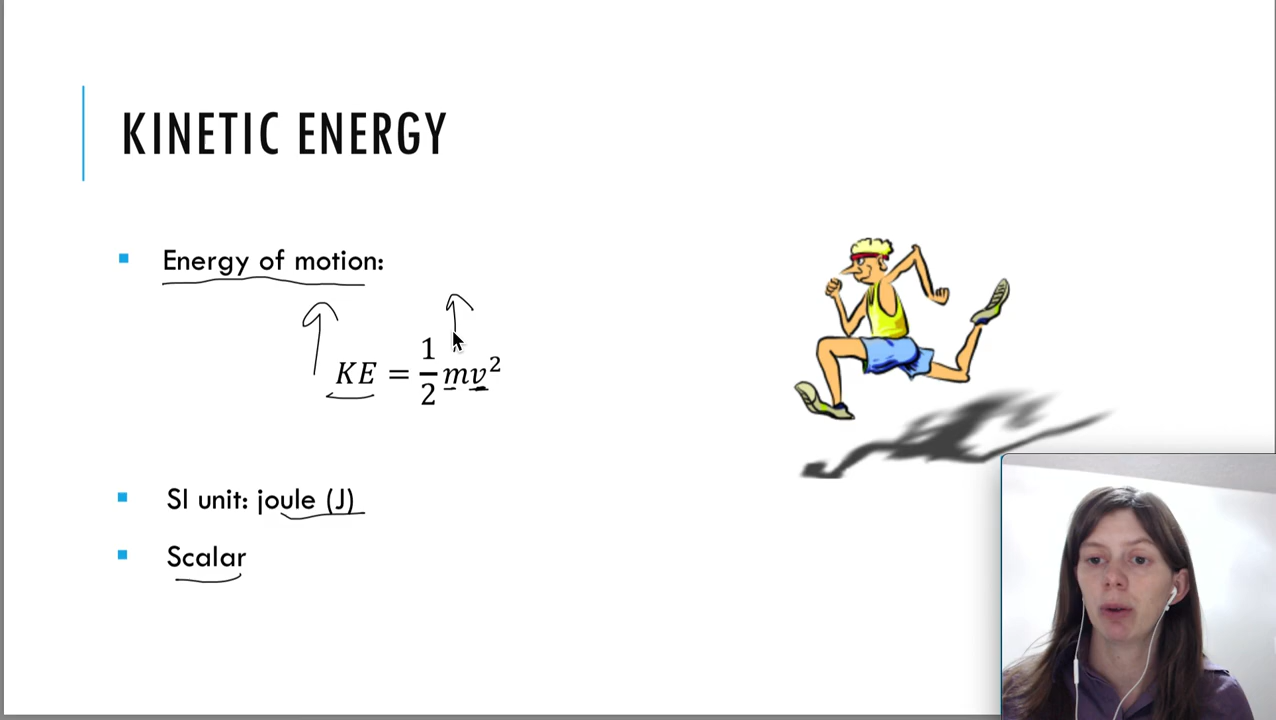 KINETIC ENERGY
Energy of motion:
KE = 1/2 mv²
SI unit: joule (J)
Scalar